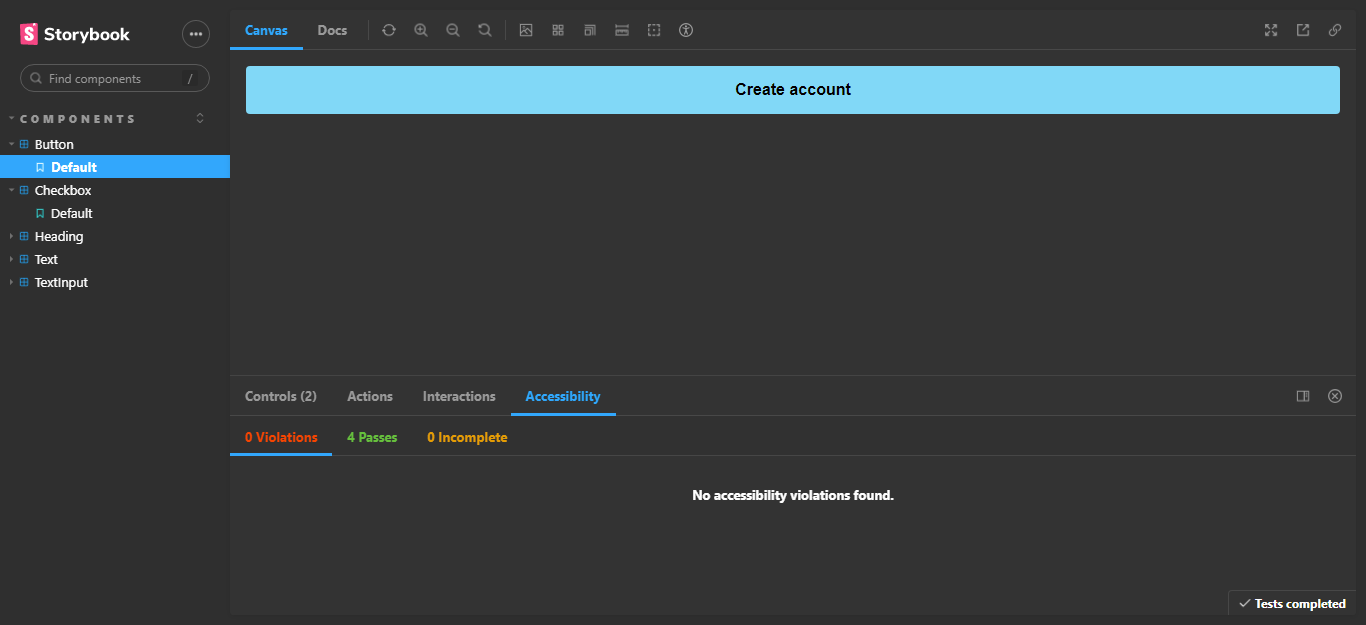 Storybook
Find components /
COMPONENTS
Button
Default
Checkbox
Default
Heading
Text
TextInput
Canvas Docs
Create account
Controls (2) Actions Interactions Accessibility
0 Violations 4 Passes 0 Incomplete
No accessibility violations found.
Tests completed